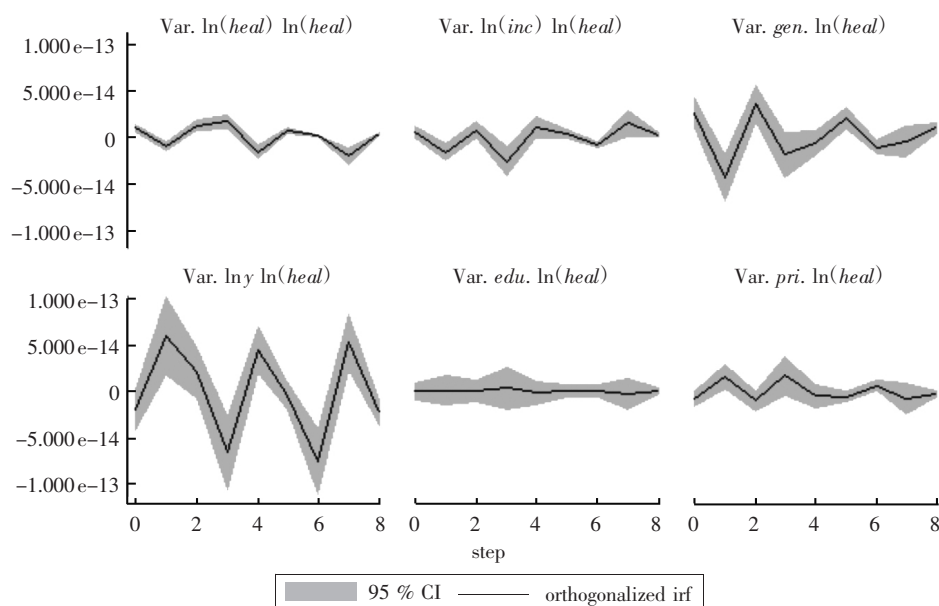 Var. ln(heal) ln(heal) Var. ln(inc) ln(heal) Var. gen. ln(heal)
1.000 e−13
5.000 e−14
0
−5.000 e−14
−1.000 e−13
Var. ln y ln(heal) Var. edu. ln(heal) Var. pri. ln(heal)
1.000 e−13
5.000 e−14
0
−5.000 e−14
−1.000 e−13
0 2 4 6 8 0 2 4 6 8 0 2 4 6 8
step
95 % CI orthogonalized irf